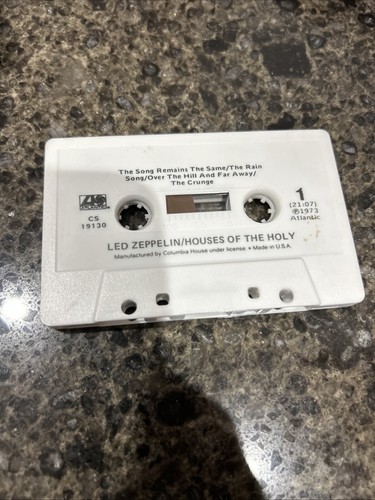 The Song Remains The Same/The Rain
Song/Over The Hill And Far Away/
The Crunge
CS
19130
1
(21:07)
℗1973
Atlantic
LED ZEPPELIN/HOUSES OF THE HOLY
Manufactured by Columbia House under license • Made in U.S.A.